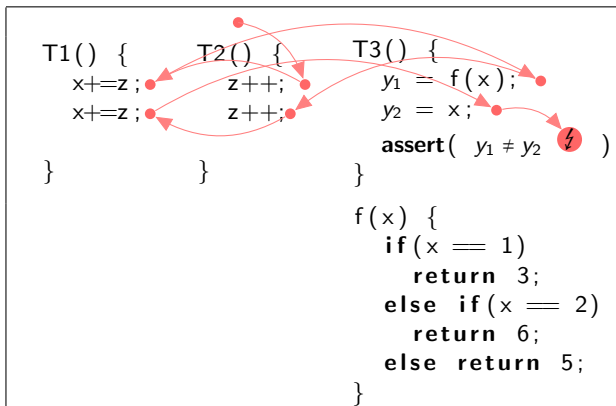 T1() { T2() { T3() {
x+=z; z++; y₁ = f(x);
x+=z; z++; y₂ = x;
assert( y₁ ≠ y₂ )
} } }
f(x) {
if(x == 1)
return 3;
else if(x == 2)
return 6;
else return 5;
}